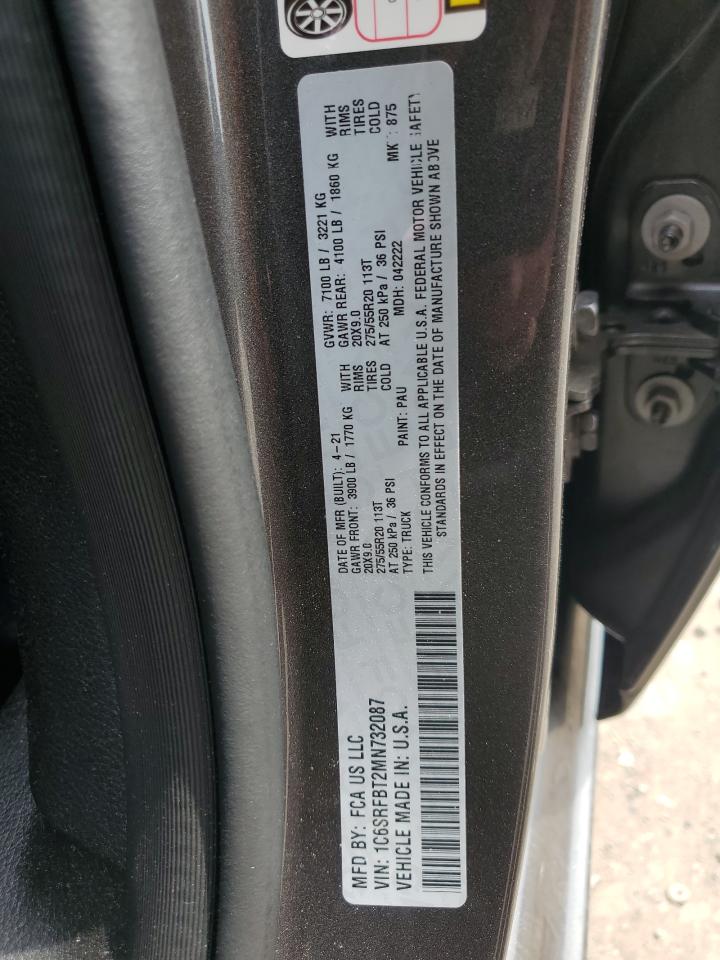 MFD BY: FCA US LLC
VIN: 1C6SRFBT2MN732087
VEHICLE MADE IN: U.S.A.
DATE OF MFR (BUILT): 4-21
GAWR FRONT: 3900 LB / 1770 KG WITH
20X9.0 RIMS
275/55R20 113T TIRES
AT 250 kPa / 36 PSI COLD
TYPE: TRUCK PAINT: PAU
GVWR: 7100 LB / 3221 KG
GAWR REAR: 4100 LB / 1860 KG WITH
20X9.0 RIMS
275/55R20 113T TIRES
AT 250 kPa / 36 PSI COLD
MDH: 042222 MK : 875
THIS VEHICLE CONFORMS TO ALL APPLICABLE U.S.A. FEDERAL MOTOR VEHICLE SAFETY
STANDARDS IN EFFECT ON THE DATE OF MANUFACTURE SHOWN ABOVE